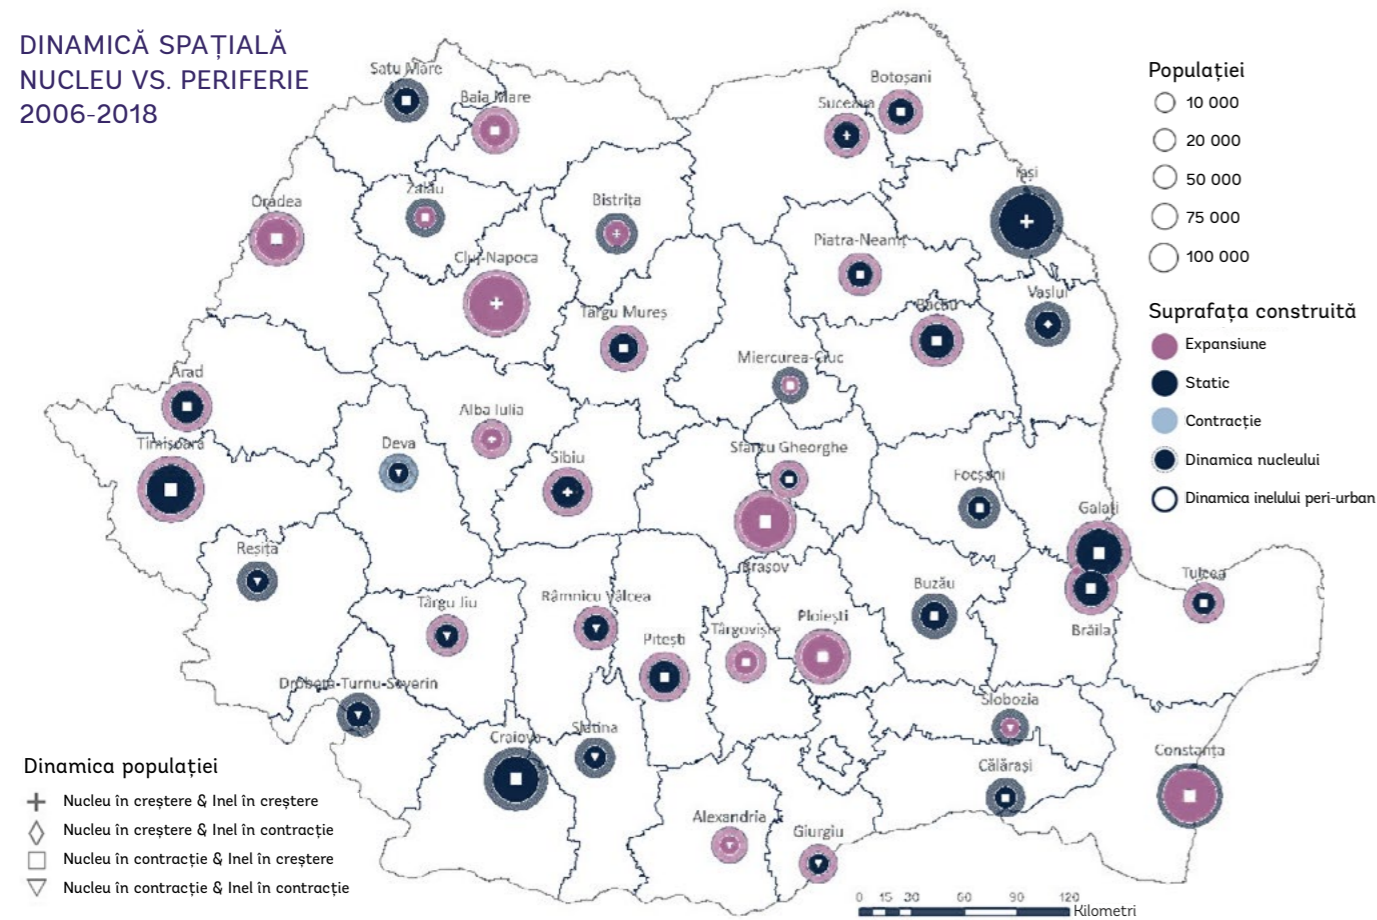 DINAMICĂ SPAȚIALĂ
NUCLEU VS. PERIFERIE
2006-2018
Satu Mare
Baia Mare
Botoșani
Suceava
Zalău
Oradea
Bistrița
Iași
Cluj-Napoca
Piatra-Neamț
Târgu Mureș
Bacău
Vaslui
Miercurea-Ciuc
Arad
Alba Iulia
Timișoara
Deva
Sibiu
Sfântu Gheorghe
Focșani
Galați
Reșița
Brașov
Tulcea
Târgu Jiu
Râmnicu Vâlcea
Buzău
Pitești
Târgoviște
Ploiești
Brăila
Drobeta-Turnu-Severin
Slobozia
Craiova
Slatina
Călărași
Constanța
Alexandria
Giurgiu
Populației
10 000
20 000
50 000
75 000
100 000
Suprafața construită
Expansiune
Static
Contracție
Dinamica nucleului
Dinamica inelului peri-urban
Dinamica populației
Nucleu în creștere & Inel în creștere
Nucleu în creștere & Inel în contracție
Nucleu în contracție & Inel în creștere
Nucleu în contracție & Inel în contracție
0 15 30 60 90 120
Kilometri